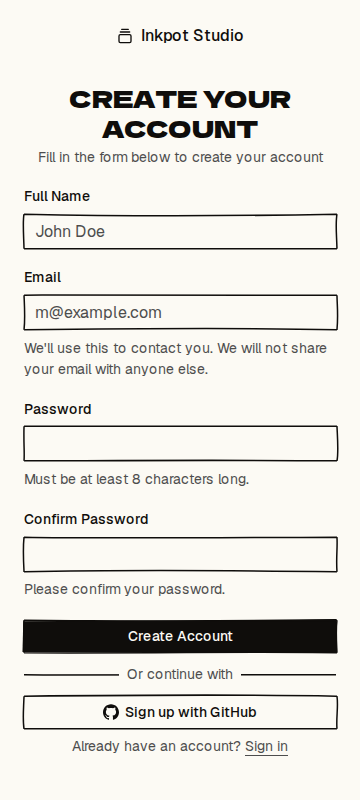 Inkpot Studio
CREATE YOUR
ACCOUNT
Fill in the form below to create your account
Full Name
John Doe
Email
m@example.com
We'll use this to contact you. We will not share
your email with anyone else.
Password
Must be at least 8 characters long.
Confirm Password
Please confirm your password.
Create Account
Or continue with
Sign up with GitHub
Already have an account? Sign in